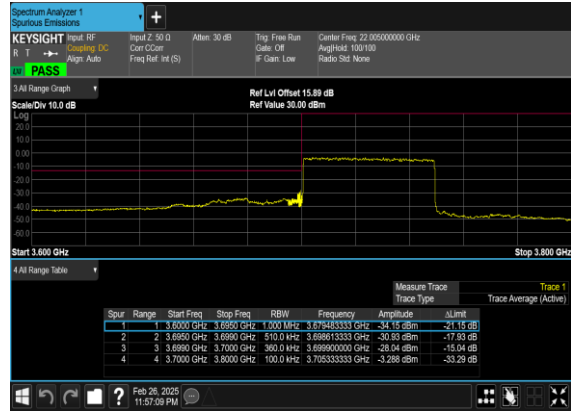 Spectrum Analyzer 1
Spurious Emissions
KEYSIGHT Input: RF Input Z: 50 Ω Atten: 30 dB Trig: Free Run Center Freq: 22.005000000 GHz
R T Coupling: DC Corr CCorr Gate: Off Avg|Hold: 100/100
Align: Auto Freq Ref: Int (S) IF Gain: Low Radio Std: None
PASS
3 All Range Graph
Ref Lvl Offset 15.89 dB
Scale/Div 10.0 dB Ref Value 30.00 dBm
Log
20.0
10.0
0.00
-10.0
-20.0
-30.0
-40.0
-50.0
-60.0
Start 3.600 GHz Stop 3.800 GHz
4 All Range Table
Measure Trace Trace 1
Trace Type Trace Average (Active)
Spur Range Start Freq Stop Freq RBW Frequency Amplitude ΔLimit
1 1 3.6000 GHz 3.6950 GHz 1.000 MHz 3.679483333 GHz -34.15 dBm -21.15 dB
2 2 3.6950 GHz 3.6990 GHz 510.0 kHz 3.698613333 GHz -30.93 dBm -17.93 dB
3 3 3.6990 GHz 3.7000 GHz 360.0 kHz 3.699900000 GHz -28.04 dBm -15.04 dB
4 4 3.7000 GHz 3.8000 GHz 100.0 kHz 3.705333333 GHz -3.288 dBm -33.29 dB
Feb 26, 2025
11:57:09 PM